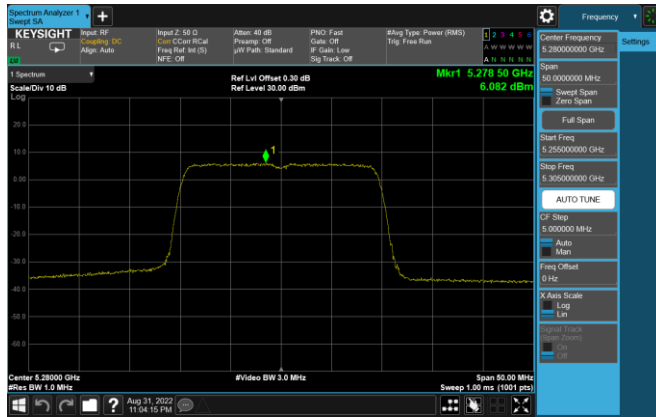 Spectrum Analyzer 1
Swept SA
+
Frequency
KEYSIGHT
R L
Input: RF
Coupling: DC
Align: Auto
Input Z: 50 Ω
Corr CCorr RCal
Freq Ref: Int (S)
NFE: Off
Atten: 40 dB
Preamp: Off
µW Path: Standard
PNO: Fast
Gate: Off
IF Gain: Low
Sig Track: Off
#Avg Type: Power (RMS)
Trig: Free Run
1 2 3 4 5 6
A W W W W W
A N N N N N
1 Spectrum
Scale/Div 10 dB
Ref Lvl Offset 0.30 dB
Ref Level 30.00 dBm
Mkr1 5.278 50 GHz
6.082 dBm
Log
20.0
10.0
0.00
-10.0
-20.0
-30.0
-40.0
-50.0
-60.0
1
Center 5.28000 GHz
#Res BW 1.0 MHz
#Video BW 3.0 MHz
Span 50.00 MHz
Sweep 1.00 ms (1001 pts)
Aug 31, 2022
11:04:15 PM
Center Frequency
5.280000000 GHz
Settings
Span
50.0000000 MHz
Swept Span
Zero Span
Full Span
Start Freq
5.255000000 GHz
Stop Freq
5.305000000 GHz
AUTO TUNE
CF Step
5.000000 MHz
Auto
Man
Freq Offset
0 Hz
X Axis Scale
Log
Lin
Signal Track
(Span Zoom)
On
Off